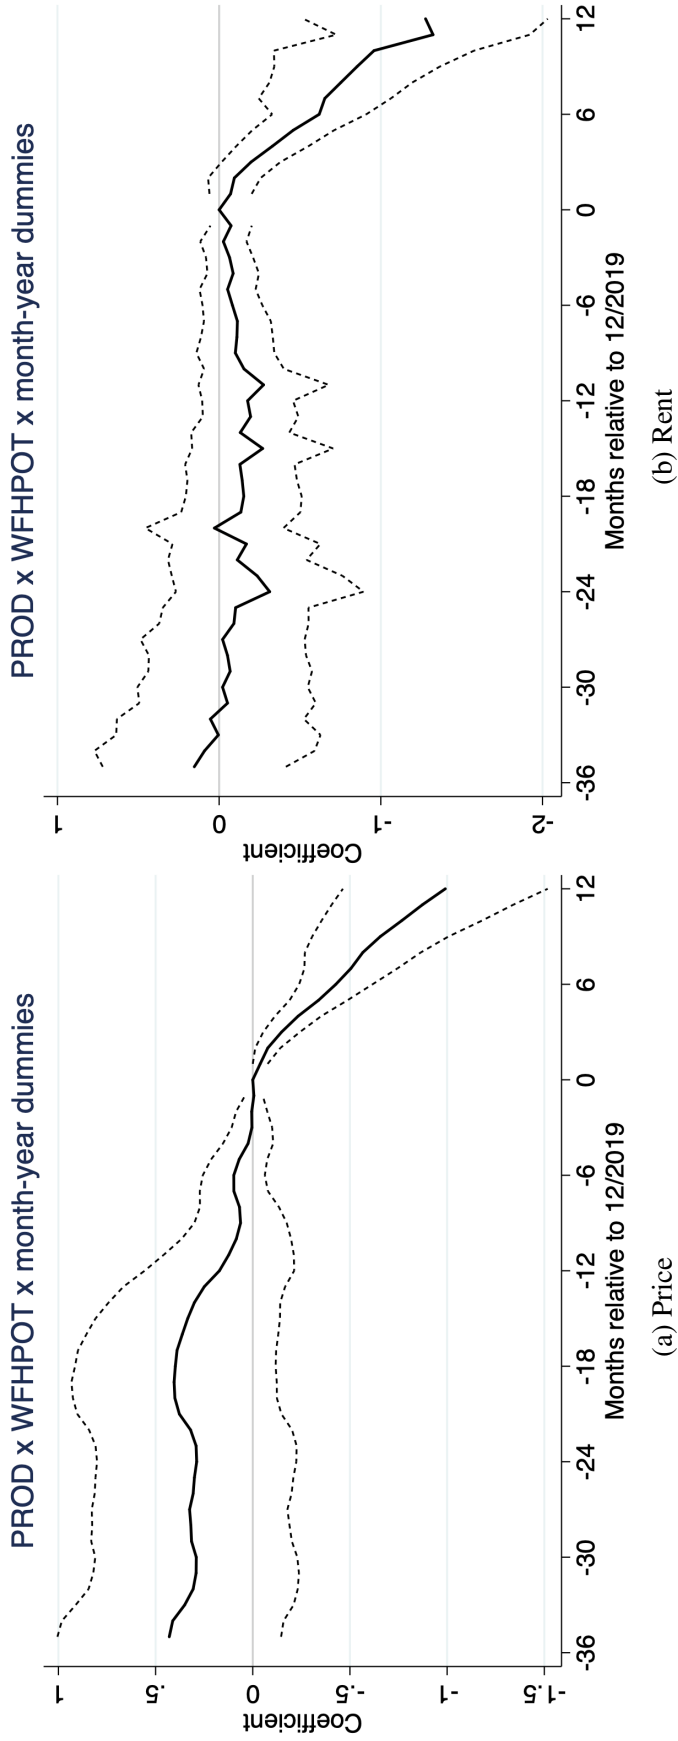 PROD x WFHPOT x month-year dummies
Coefficient
1
.5
0
-.5
-1
-1.5
-36 -30 -24 -18 -12 -6 0 6 12
Months relative to 12/2019
(a) Price
PROD x WFHPOT x month-year dummies
Coefficient
1
0
-1
-2
-36 -30 -24 -18 -12 -6 0 6 12
Months relative to 12/2019
(b) Rent